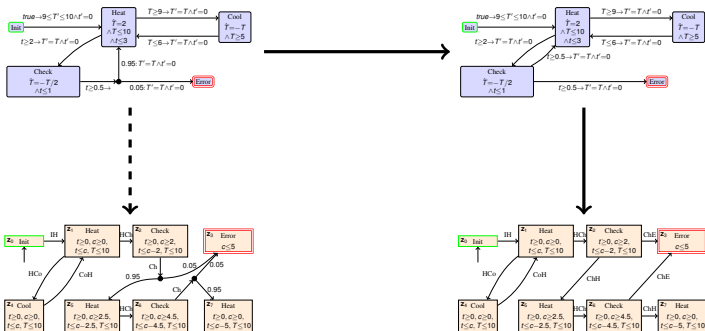 Init
true→9≤T′≤10∧t′=0
Heat
Ṫ=2
∧T≤10
∧t≤3
T≥9→T′=T∧t′=0
T≤6→T′=T∧t′=0
Cool
Ṫ=−T
∧T≥5
t≥2→T′=T∧t′=0
0.95:T′=T∧t′=0
Check
Ṫ=−T/2
∧t≤1
t≥0.5→
0.05:T′=T∧t′=0
Error
Init
true→9≤T′≤10∧t′=0
Heat
Ṫ=2
∧T≤10
∧t≤3
T≥9→T′=T∧t′=0
T≤6→T′=T∧t′=0
Cool
Ṫ=−T
∧T≥5
t≥2→T′=T∧t′=0
t≥0.5→T′=T∧t′=0
Check
Ṫ=−T/2
∧t≤1
t≥0.5→T′=T∧t′=0
Error
z₀ Init
IH
z₁ Heat
t≥0, c≥0,
t≤c, T≤10
HCh
z₂ Check
t≥0, c≥2,
t≤c−2, T≤10
z₃ Error
c≤5
HCo
CoH
Ch
0.05
0.05
0.95
Ch
0.95
z₄ Cool
t≥0, c≥0,
t≤c, T≤10
z₅ Heat
t≥0, c≥2.5,
t≤c−2.5, T≤10
HCh
z₆ Check
t≥0, c≥4.5,
t≤c−4.5, T≤10
z₇ Heat
t≥0, c≥0,
t≤c−5, T≤10
z₀ Init
IH
z₁ Heat
t≥0, c≥0,
t≤c, T≤10
HCh
z₂ Check
t≥0, c≥2,
t≤c−2, T≤10
ChE
z₃ Error
c≤5
HCo
CoH
ChH
ChE
z₄ Cool
t≥0, c≥0,
t≤c, T≤10
z₅ Heat
t≥0, c≥2.5,
t≤c−2.5, T≤10
HCh
z₆ Check
t≥0, c≥4.5,
t≤c−4.5, T≤10
ChH
z₇ Heat
t≥0, c≥0,
t≤c−5, T≤10